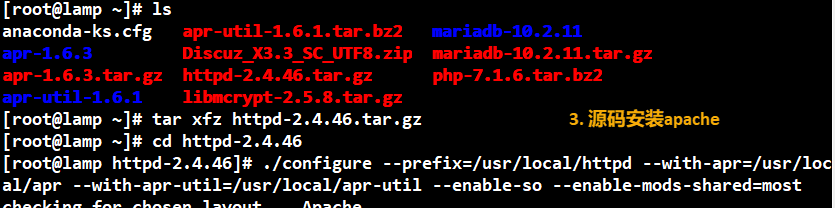 [root@lamp ~]# ls
anaconda-ks.cfg apr-util-1.6.1.tar.bz2 mariadb-10.2.11
apr-1.6.3 Discuz_X3.3_SC_UTF8.zip mariadb-10.2.11.tar.gz
apr-1.6.3.tar.gz httpd-2.4.46.tar.gz php-7.1.6.tar.bz2
apr-util-1.6.1 libmcrypt-2.5.8.tar.gz
[root@lamp ~]# tar xfz httpd-2.4.46.tar.gz 3. 源码安装apache
[root@lamp ~]# cd httpd-2.4.46
[root@lamp httpd-2.4.46]# ./configure --prefix=/usr/local/httpd --with-apr=/usr/loc
al/apr --with-apr-util=/usr/local/apr-util --enable-so --enable-mods-shared=most
checking for chosen layout... Apache